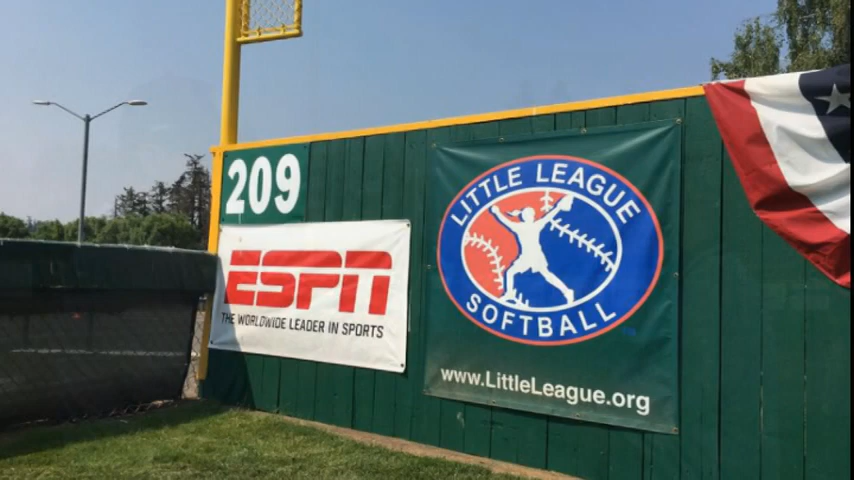 209
ESPN
THE WORLDWIDE LEADER IN SPORTS
LITTLE LEAGUE
SOFTBALL
www.LittleLeague.org